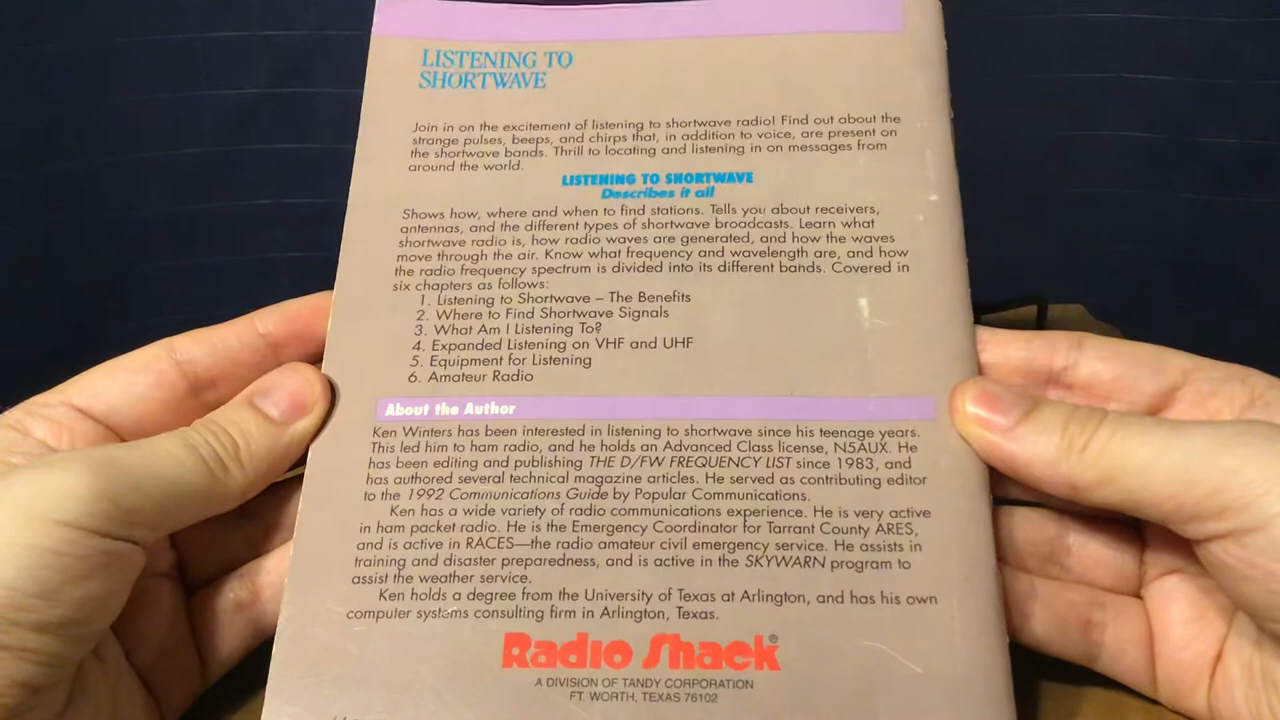 LISTENING TO
SHORTWAVE
Join in on the excitement of listening to shortwave radio! Find out about the
strange pulses, beeps, and chirps that, in addition to voice, are present on
the shortwave bands. Thrill to locating and listening in on messages from
around the world.
LISTENING TO SHORTWAVE
Describes it all
Shows how, where and when to find stations. Tells you about receivers,
antennas, and the different types of shortwave broadcasts. Learn what
shortwave radio is, how radio waves are generated, and how the waves
move through the air. Know what frequency and wavelength are, and how
the radio frequency spectrum is divided into its different bands. Covered in
six chapters as follows:
1. Listening to Shortwave – The Benefits
2. Where to Find Shortwave Signals
3. What Am I Listening To?
4. Expanded Listening on VHF and UHF
5. Equipment for Listening
6. Amateur Radio
About the Author
Ken Winters has been interested in listening to shortwave since his teenage years.
This led him to ham radio, and he holds an Advanced Class license, N5AUX. He
has been editing and publishing THE D/FW FREQUENCY LIST since 1983, and
has authored several technical magazine articles. He served as contributing editor
to the 1992 Communications Guide by Popular Communications.
Ken has a wide variety of radio communications experience. He is very active
in ham packet radio. He is the Emergency Coordinator for Tarrant County ARES,
and is active in RACES—the radio amateur civil emergency service. He assists in
training and disaster preparedness, and is active in the SKYWARN program to
assist the weather service.
Ken holds a degree from the University of Texas at Arlington, and has his own
computer systems consulting firm in Arlington, Texas.
Radio Shack®
A DIVISION OF TANDY CORPORATION
FT. WORTH, TEXAS 76102